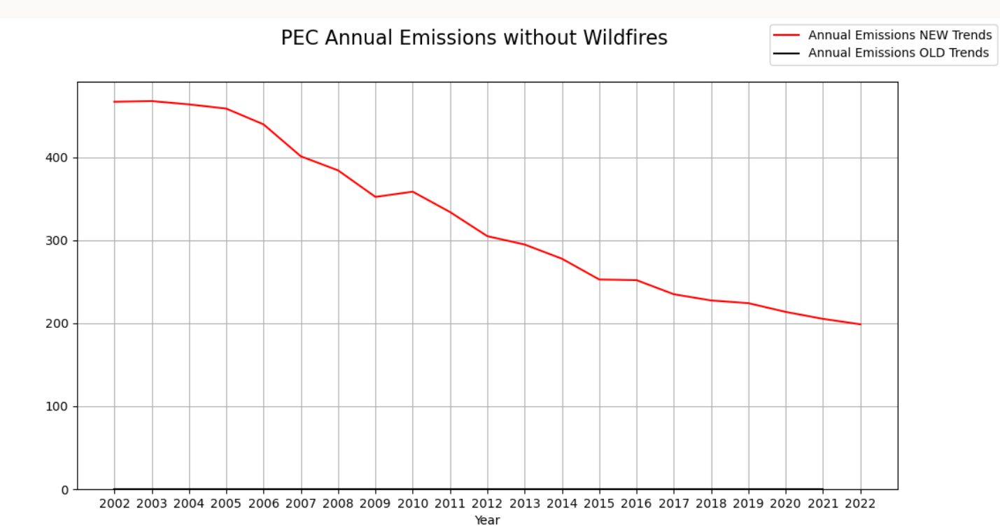 PEC Annual Emissions without Wildfires
Annual Emissions NEW Trends
Annual Emissions OLD Trends
400
300
200
100
0
2002 2003 2004 2005 2006 2007 2008 2009 2010 2011 2012 2013 2014 2015 2016 2017 2018 2019 2020 2021 2022
Year